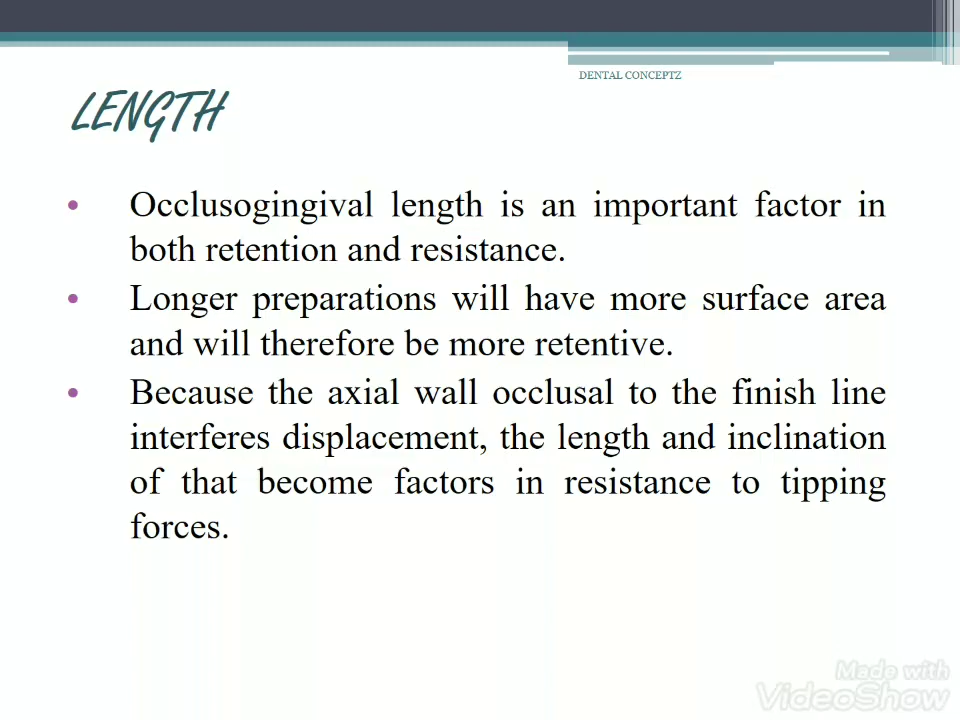 DENTAL CONCEPTZ
LENGTH
• Occlusogingival length is an important factor in
both retention and resistance.
• Longer preparations will have more surface area
and will therefore be more retentive.
• Because the axial wall occlusal to the finish line
interferes displacement, the length and inclination
of that become factors in resistance to tipping
forces.
Made with
VideoShow